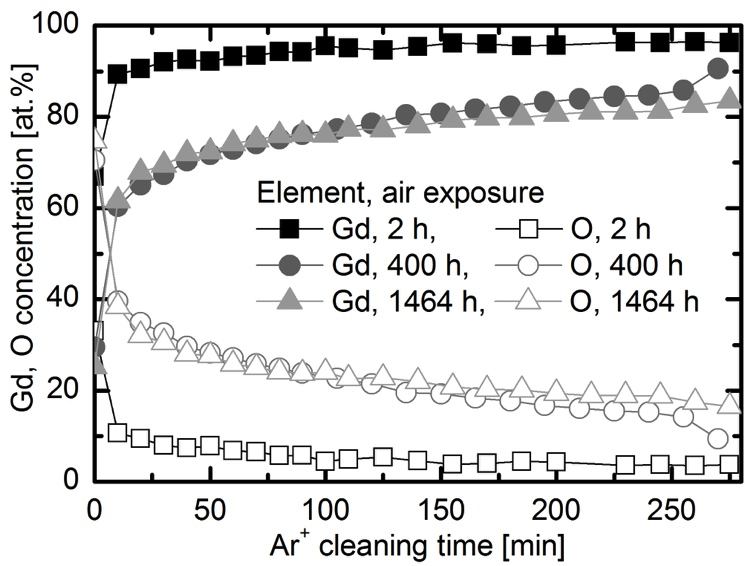 100
80
60
40
20
0
Gd, O concentration [at.%]
Element, air exposure
Gd, 2 h, O, 2 h
Gd, 400 h, O, 400 h
Gd, 1464 h, O, 1464 h
0 50 100 150 200 250
Ar⁺ cleaning time [min]